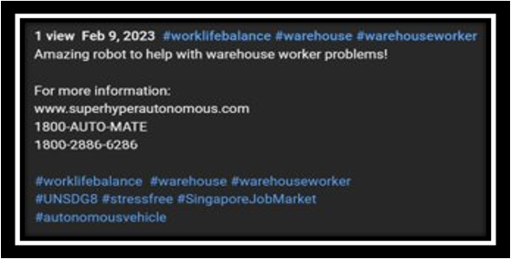 1 view  Feb 9, 2023  #worklifebalance #warehouse #warehouseworker
Amazing robot to help with warehouse worker problems!
For more information:
www.superhyperautonomous.com
1800-AUTO-MATE
1800-2886-6286
#worklifebalance  #warehouse #warehouseworker
#UNSDG8 #stressfree #SingaporeJobMarket
#autonomousvehicle